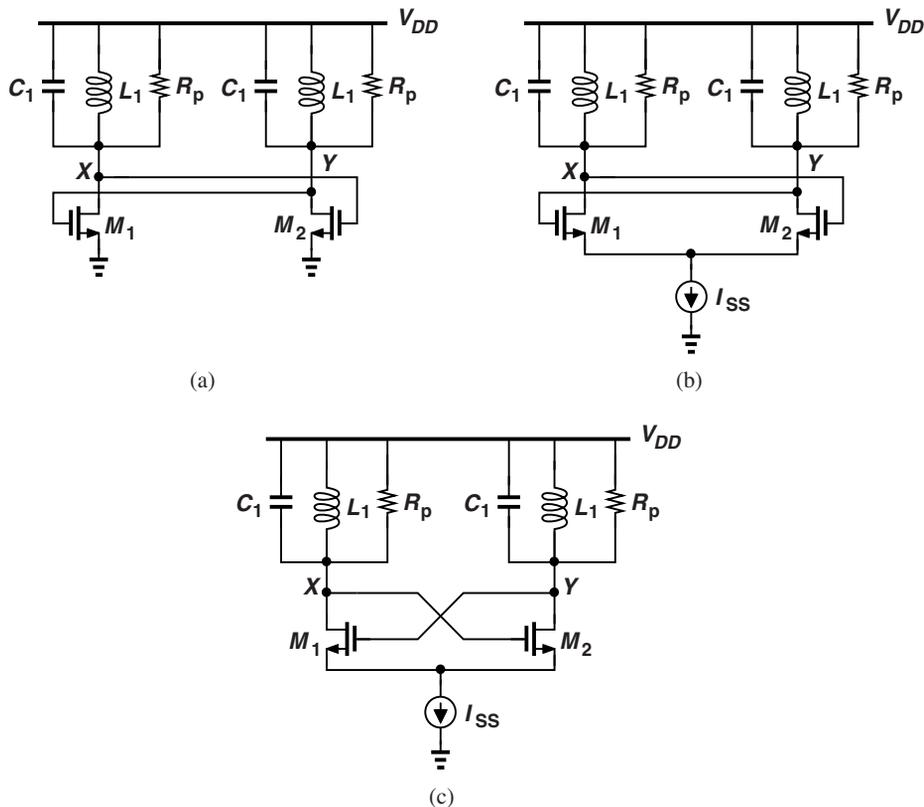 V_DD V_DD
C_1 L_1 R_p C_1 L_1 R_p C_1 L_1 R_p C_1 L_1 R_p
X Y X Y
M_1 M_2 M_1 M_2
I_SS
(a) (b)
V_DD
C_1 L_1 R_p C_1 L_1 R_p
X Y
M_1 M_2
I_SS
(c)